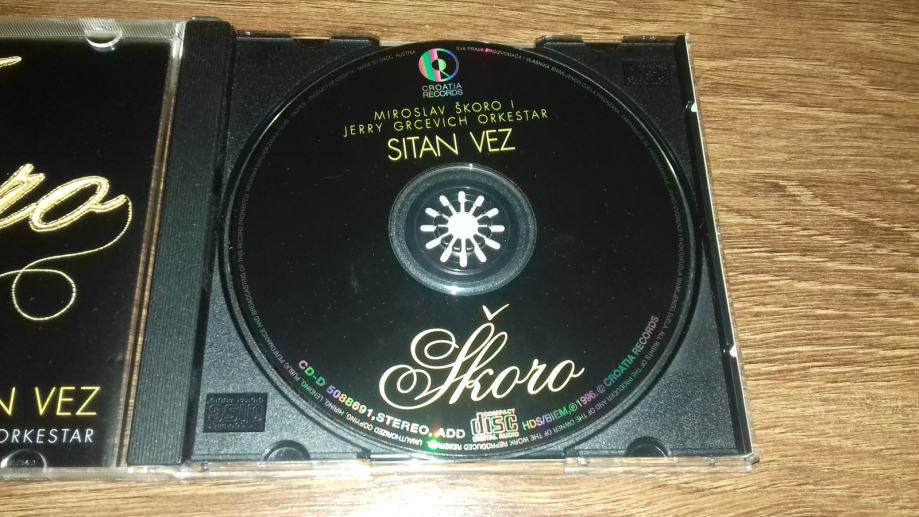 ro
N VEZ
ORKESTAR
CROATIA
RECORDS
MIROSLAV ŠKORO I
JERRY GRCEVICH ORKESTAR
SITAN VEZ
Škoro
CD-D 5088691, STEREO, ADD
COMPACT
disc
DIGITAL AUDIO
HDS/BIEM, ℗ 1996. © CROATIA RECORDS